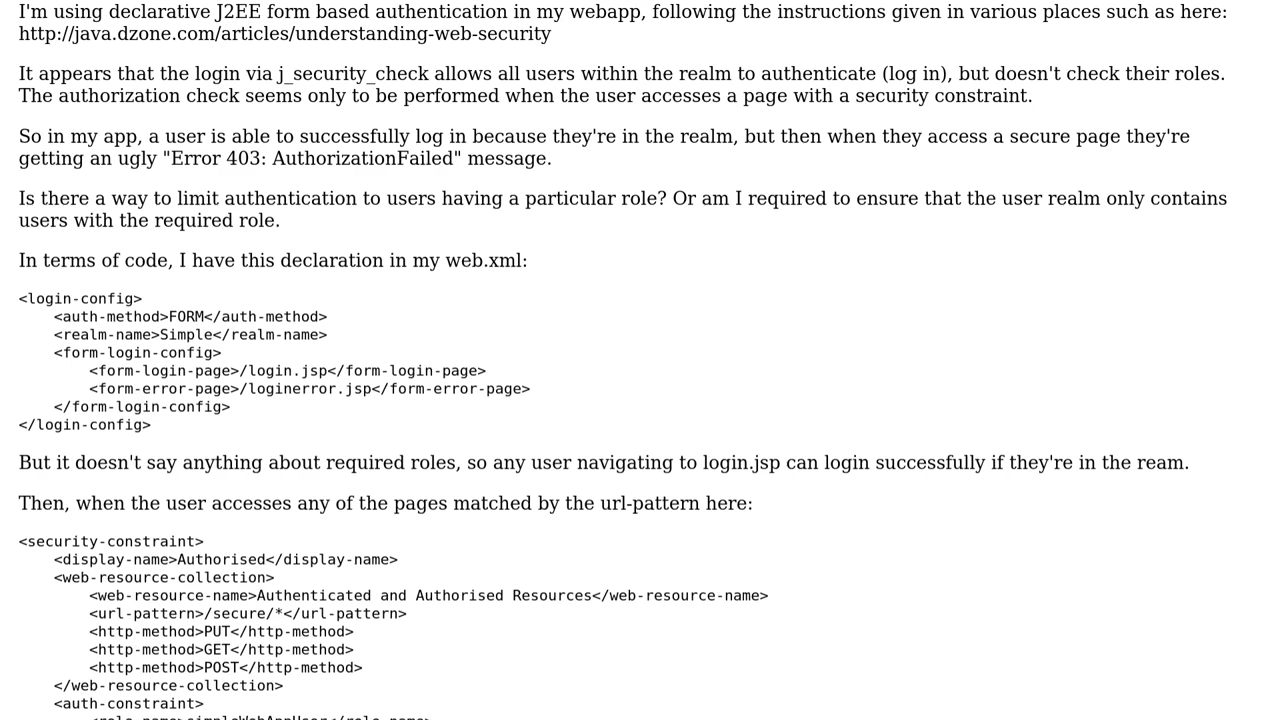 I'm using declarative J2EE form based authentication in my webapp, following the instructions given in various places such as here:
http://java.dzone.com/articles/understanding-web-security
It appears that the login via j_security_check allows all users within the realm to authenticate (log in), but doesn't check their roles.
The authorization check seems only to be performed when the user accesses a page with a security constraint.
So in my app, a user is able to successfully log in because they're in the realm, but then when they access a secure page they're
getting an ugly "Error 403: AuthorizationFailed" message.
Is there a way to limit authentication to users having a particular role? Or am I required to ensure that the user realm only contains
users with the required role.
In terms of code, I have this declaration in my web.xml:
<login-config>
    <auth-method>FORM</auth-method>
    <realm-name>Simple</realm-name>
    <form-login-config>
        <form-login-page>/login.jsp</form-login-page>
        <form-error-page>/loginerror.jsp</form-error-page>
    </form-login-config>
</login-config>
But it doesn't say anything about required roles, so any user navigating to login.jsp can login successfully if they're in the ream.
Then, when the user accesses any of the pages matched by the url-pattern here:
<security-constraint>
    <display-name>Authorised</display-name>
    <web-resource-collection>
        <web-resource-name>Authenticated and Authorised Resources</web-resource-name>
        <url-pattern>/secure/*</url-pattern>
        <http-method>PUT</http-method>
        <http-method>GET</http-method>
        <http-method>POST</http-method>
    </web-resource-collection>
    <auth-constraint>
        <role-name>simpleWebAppUser</role-name>